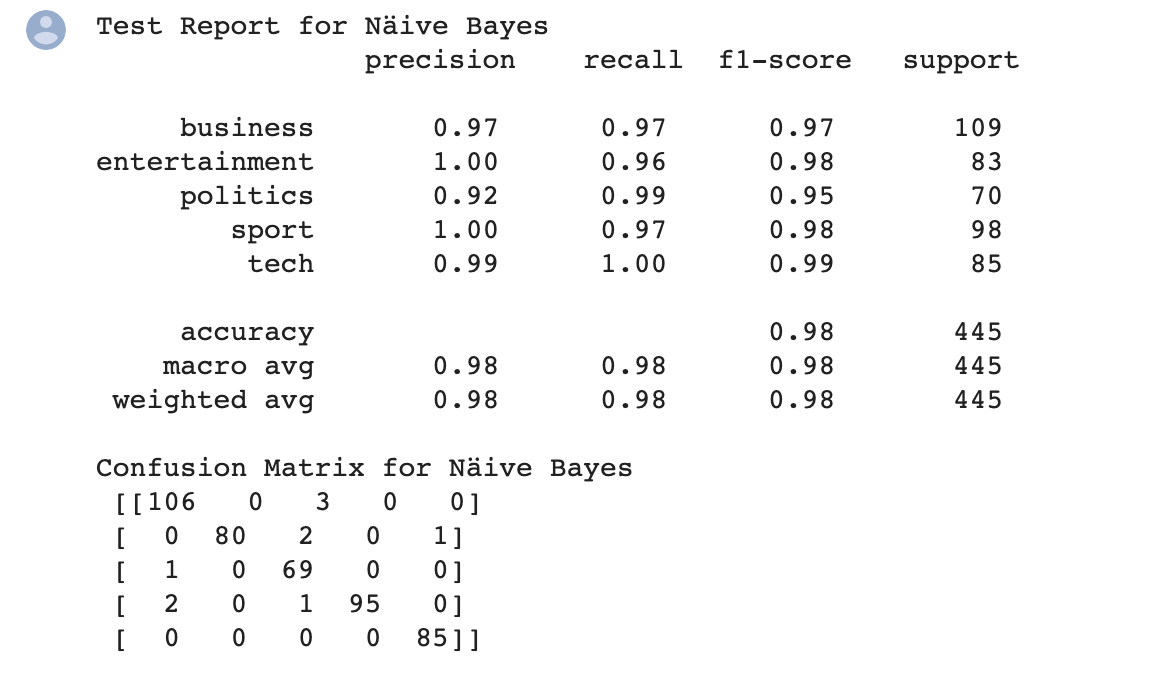 Test Report for Näive Bayes
precision recall f1-score support
business 0.97 0.97 0.97 109
entertainment 1.00 0.96 0.98 83
politics 0.92 0.99 0.95 70
sport 1.00 0.97 0.98 98
tech 0.99 1.00 0.99 85
accuracy 0.98 445
macro avg 0.98 0.98 0.98 445
weighted avg 0.98 0.98 0.98 445
Confusion Matrix for Näive Bayes
[[106 0 3 0 0]
[ 0 80 2 0 1]
[ 1 0 69 0 0]
[ 2 0 1 95 0]
[ 0 0 0 0 85]]